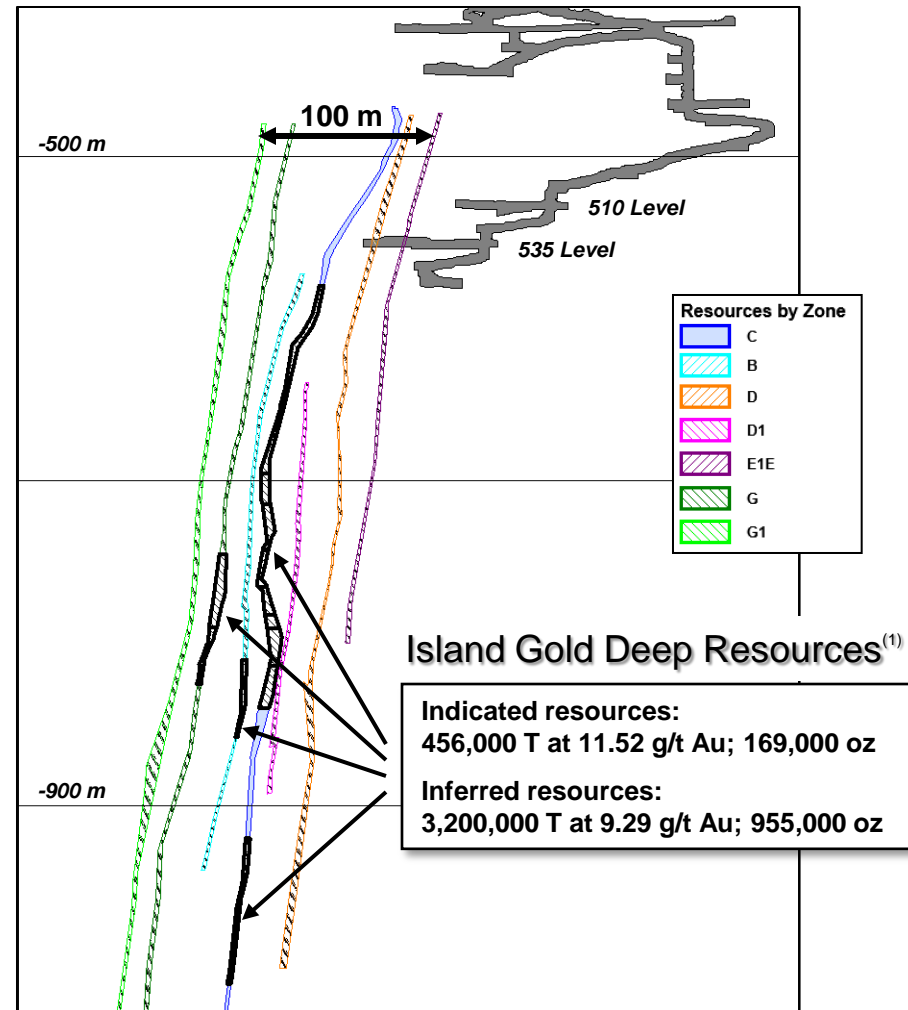 100 m
-500 m
510 Level
535 Level
Resources by Zone
C
B
D
D1
E1E
G
G1
Island Gold Deep Resources(1)
Indicated resources:
456,000 T at 11.52 g/t Au; 169,000 oz
Inferred resources:
3,200,000 T at 9.29 g/t Au; 955,000 oz
-900 m